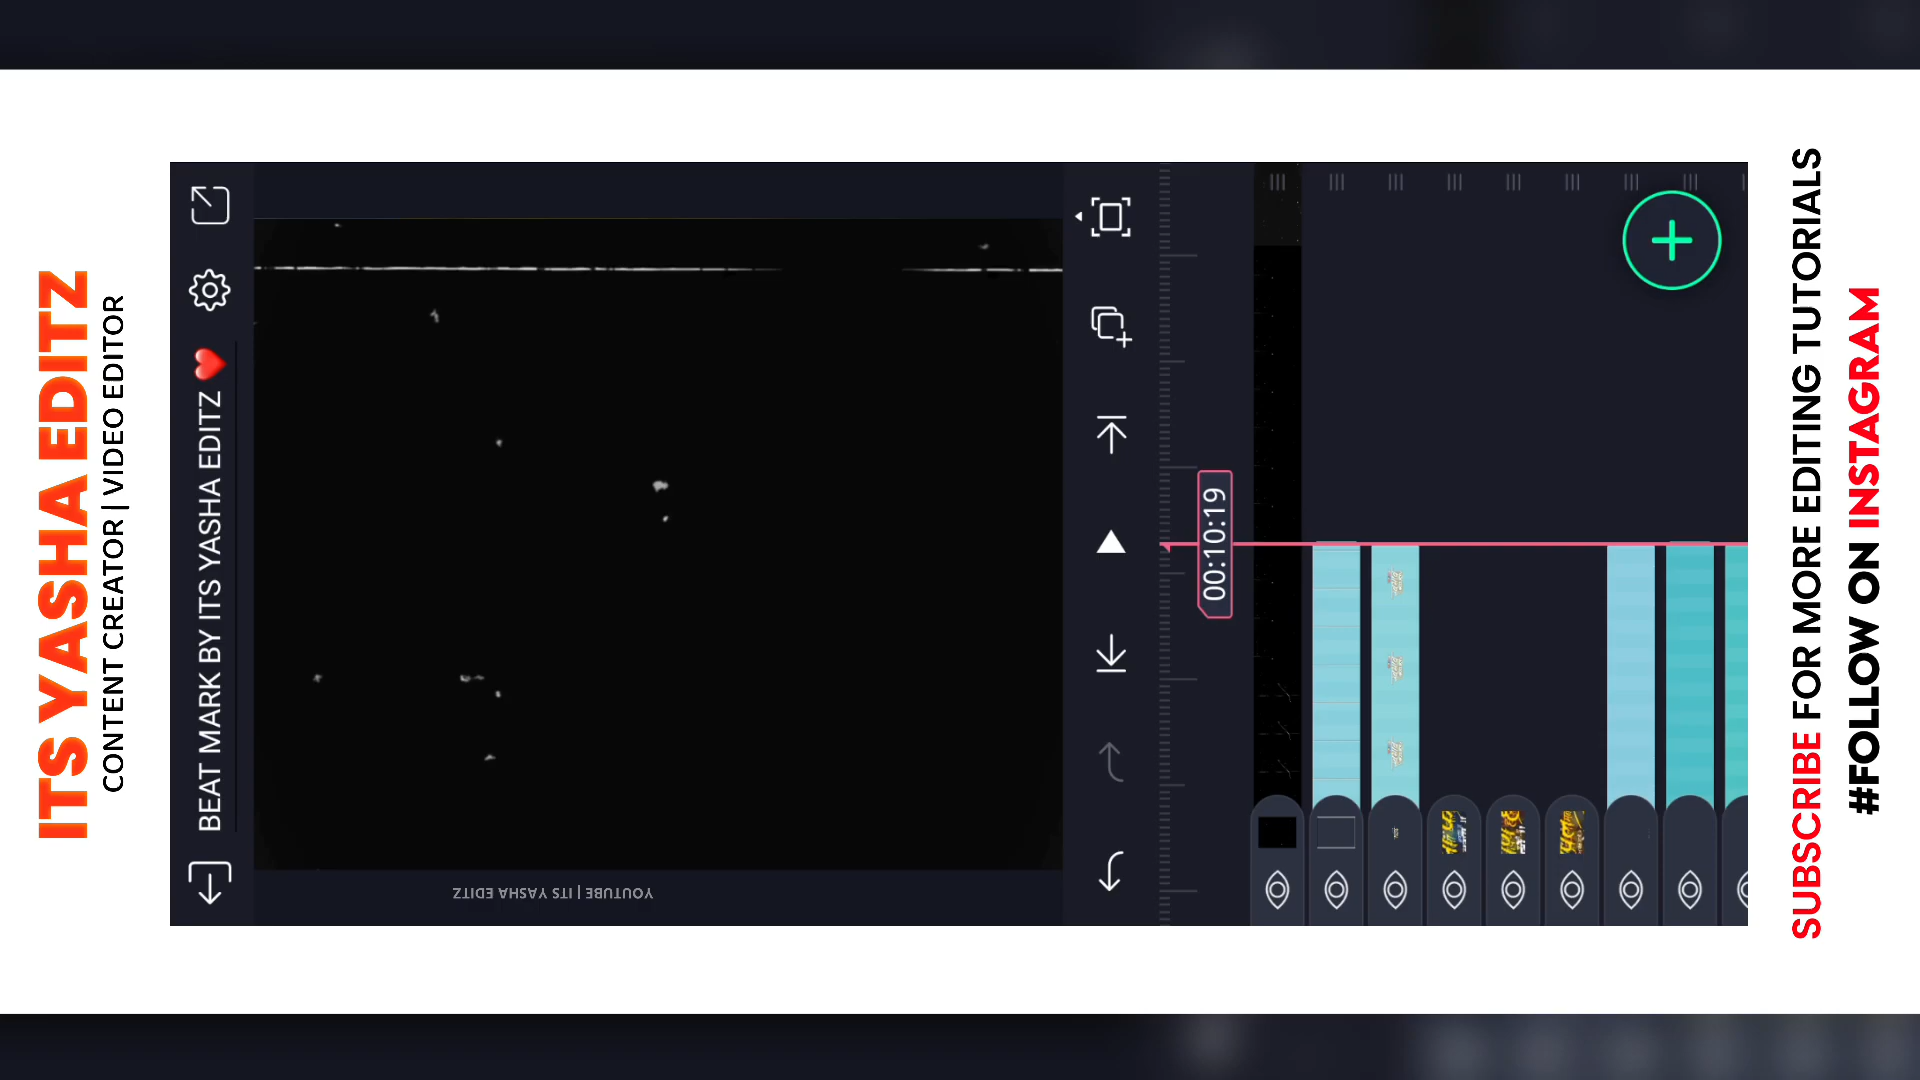 ITS YASHA EDITZ
CONTENT CREATOR | VIDEO EDITOR
BEAT MARK BY ITS YASHA EDITZ ❤️
YOUTUBE | ITS YASHA EDITZ
00:10:19
SUBSCRIBE FOR MORE EDITING TUTORIALS
#FOLLOW ON INSTAGRAM